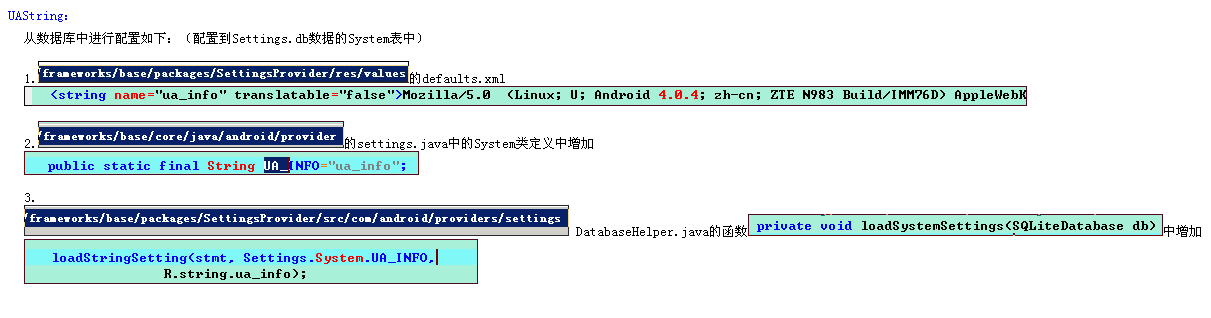 UAString:
从数据库中进行配置如下：（配置到Settings.db数据的System表中）
1./frameworks/base/packages/SettingsProvider/res/values的defaults.xml
<string name="ua_info" translatable="false">Mozilla/5.0 (Linux; U; Android 4.0.4; zh-cn; ZTE N983 Build/IMM76D) AppleWebK
2./frameworks/base/core/java/android/provider的settings.java中的System类定义中增加
public static final String UA_INFO="ua_info";
3.
/frameworks/base/packages/SettingsProvider/src/com/android/providers/settings DatabaseHelper.java的函数private void loadSystemSettings(SQLiteDatabase db)中增加
loadStringSetting(stmt, Settings.System.UA_INFO,
R.string.ua_info);